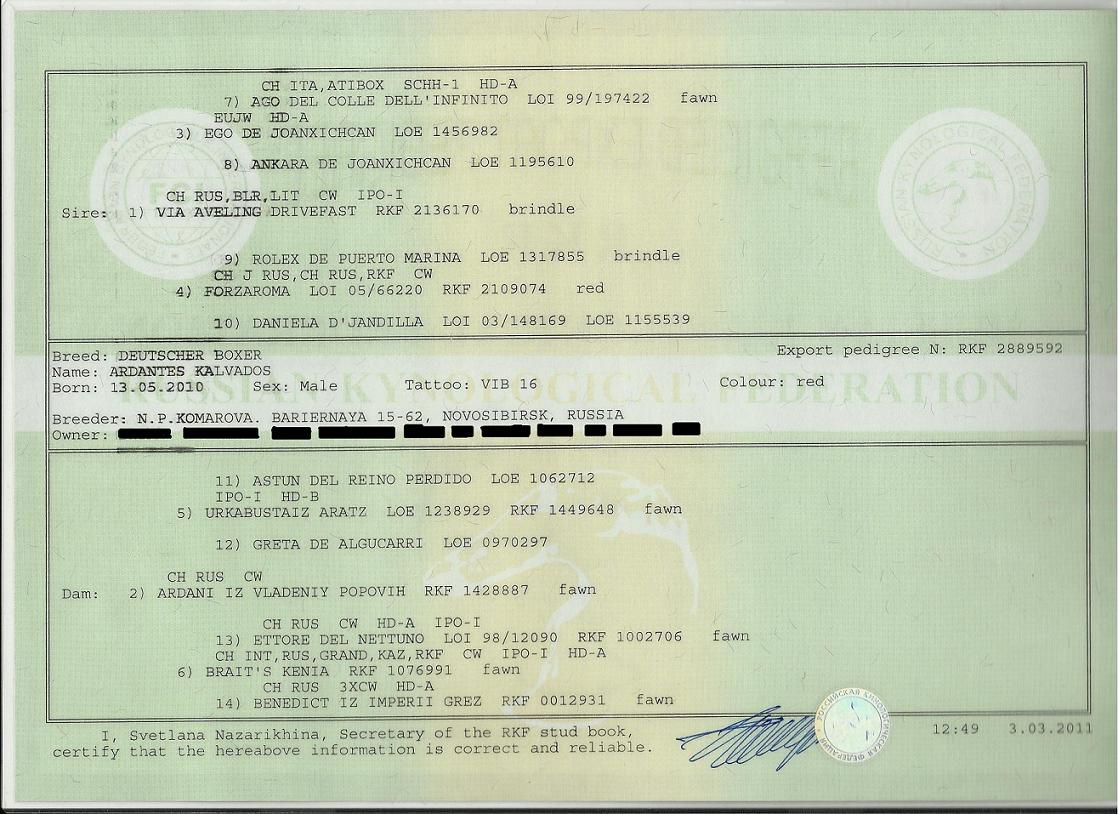 CH ITA,ATIBOX SCHH-1 HD-A
7) AGO DEL COLLE DELL'INFINITO LOI 99/197422 fawn
EUJW HD-A
3) EGO DE JOANXICHCAN LOE 1456982
8) ANKARA DE JOANXICHCAN LOE 1195610
CH RUS,BLR,LIT CW IPO-I
Sire: 1) VIA AVELING DRIVEFAST RKF 2136170 brindle
9) ROLEX DE PUERTO MARINA LOE 1317855 brindle
CH J RUS,CH RUS,RKF CW
4) FORZAROMA LOI 05/66220 RKF 2109074 red
10) DANIELA D'JANDILLA LOI 03/148169 LOE 1155539
FCI
RUSSIAN KYNOLOGICAL FEDERATION
Export pedigree N: RKF 2889592
Breed: DEUTSCHER BOXER
Name: ARDANTES KALVADOS
Born: 13.05.2010 Sex: Male Tattoo: VIB 16 Colour: red
RUSSIAN KYNOLOGICAL FEDERATION
Breeder: N.P.KOMAROVA. BARIERNAYA 15-62, NOVOSIBIRSK, RUSSIA
Owner:
11) ASTUN DEL REINO PERDIDO LOE 1062712
IPO-I HD-B
5) URKABUSTAIZ ARATZ LOE 1238929 RKF 1449648 fawn
12) GRETA DE ALGUCARRI LOE 0970297
CH RUS CW
Dam: 2) ARDANI IZ VLADENIY POPOVIH RKF 1428887 fawn
CH RUS CW HD-A IPO-I
13) ETTORE DEL NETTUNO LOI 98/12090 RKF 1002706 fawn
CH INT,RUS,GRAND,KAZ,RKF CW IPO-I HD-A
6) BRAIT'S KENIA RKF 1076991 fawn
CH RUS 3XCW HD-A
14) BENEDICT IZ IMPERII GREZ RKF 0012931 fawn
I, Svetlana Nazarikhina, Secretary of the RKF stud book,
certify that the hereabove information is correct and reliable.
РОССИЙСКАЯ КИНОЛОГИЧЕСКАЯ ФЕДЕРАЦИЯ
12:49 3.03.2011